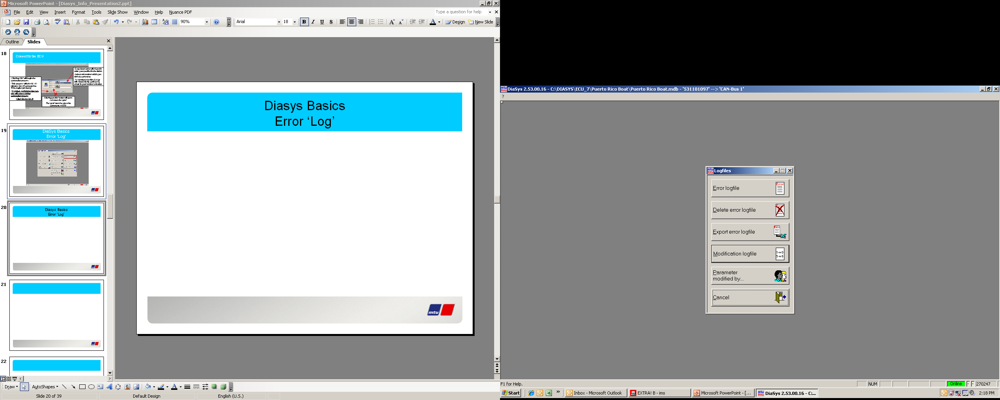 Microsoft PowerPoint - [Diasys_Info_Presentation2.ppt]
File Edit View Insert Format Tools Slide Show Window Help Nuance PDF
Type a question for help
90%
Arial
18
B I U S
Design
New Slide
Outline Slides
18
Connect to the ECU
19
DiaSys Basics
Error 'Log'
20
Diasys Basics
Error 'Log'
21
22
Diasys Basics
Error ‘Log’
mtu
Draw
AutoShapes
Slide 20 of 39
Default Design
English (U.S.)
DiaSys 2.53.00.16 - C:\DIASYS\ECU_7\Puerto Rico Boat\Puerto Rico Boat.mdb - '531101097' --> 'CAN-Bus 1'
?
Logfiles
Error logfile
Error
Delete error logfile
Error
Export error logfile
Error
Modification logfile
1→0
5→8
Parameter
modified by...
Cancel
F1 for Help.
NUM
Online
- -
270247
Start
Inbox - Microsoft Outlook
EXTRA! B - ims
Microsoft PowerPoint - [...
DiaSys 2.53.00.16 - C:...
2:18 PM